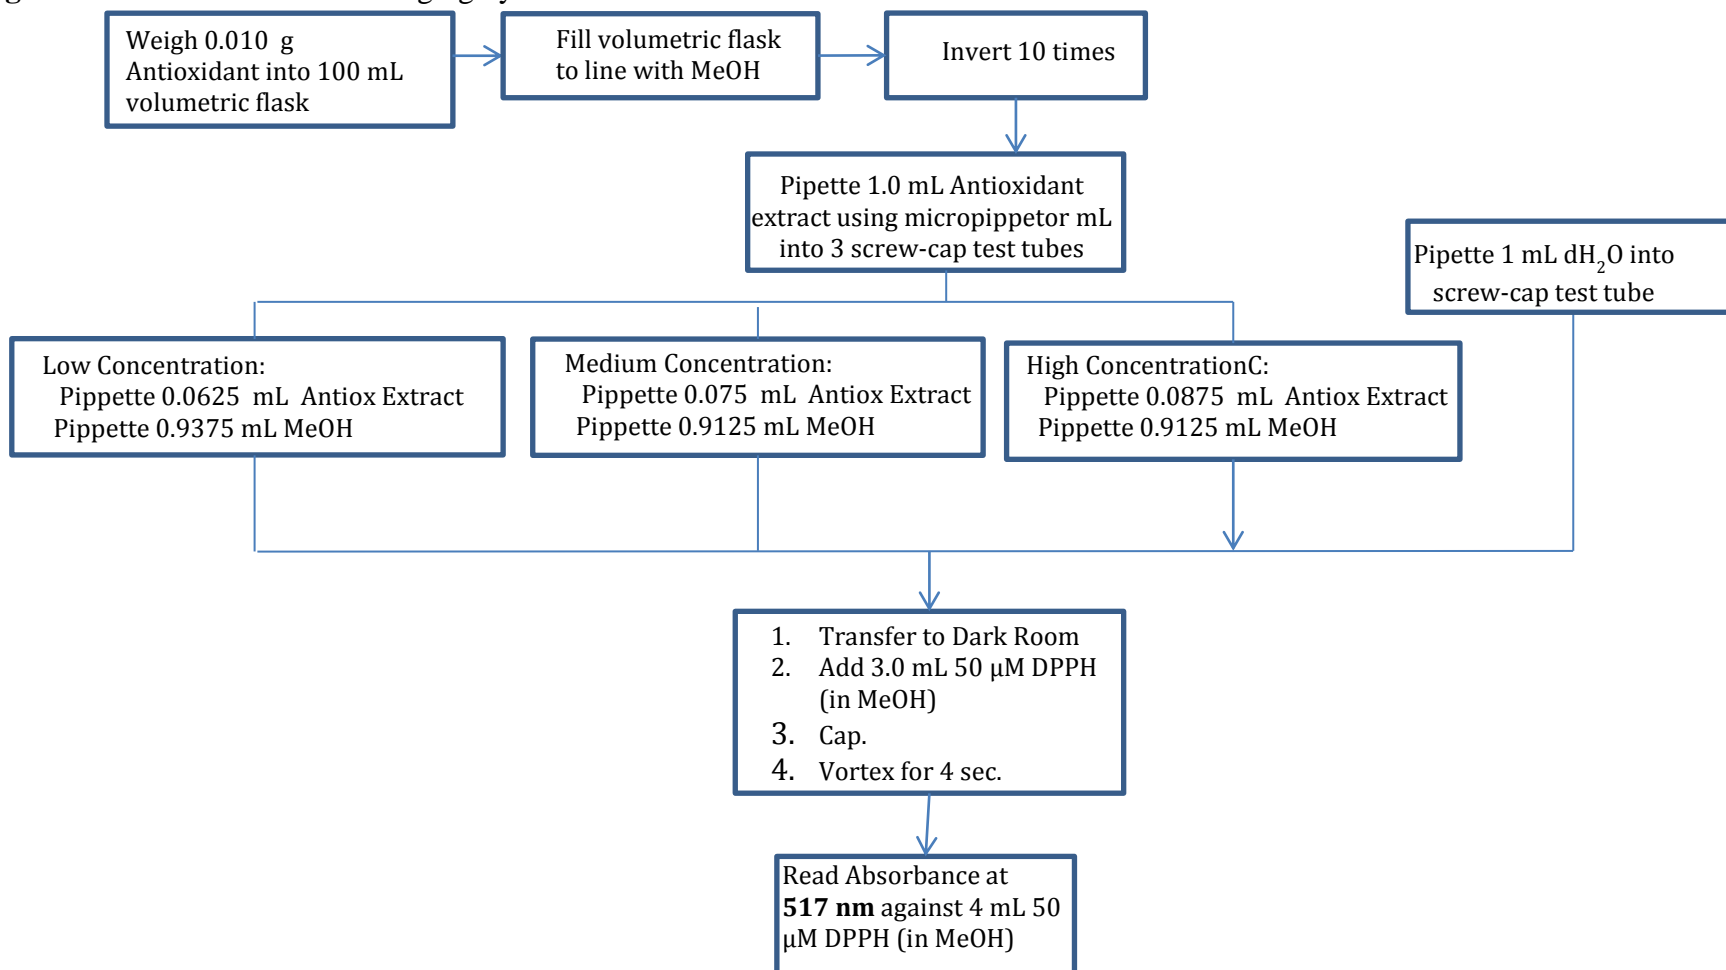 Weigh 0.010  g
Antioxidant into 100 mL
volumetric flask
Fill volumetric flask
to line with MeOH
Invert 10 times
Pipette 1.0 mL Antioxidant
extract using micropippetor mL
into 3 screw-cap test tubes
Pipette 1 mL dH₂O into
screw-cap test tube
Low Concentration:
Pippette 0.0625  mL  Antiox Extract
Pippette 0.9375 mL MeOH
Medium Concentration:
Pippette 0.075  mL  Antiox Extract
Pippette 0.9125 mL MeOH
High ConcentrationC:
Pippette 0.0875  mL  Antiox Extract
Pippette 0.9125 mL MeOH
1. Transfer to Dark Room
2. Add 3.0 mL 50 µM DPPH
(in MeOH)
3. Cap.
4. Vortex for 4 sec.
Read Absorbance at
517 nm against 4 mL 50
µM DPPH (in MeOH)